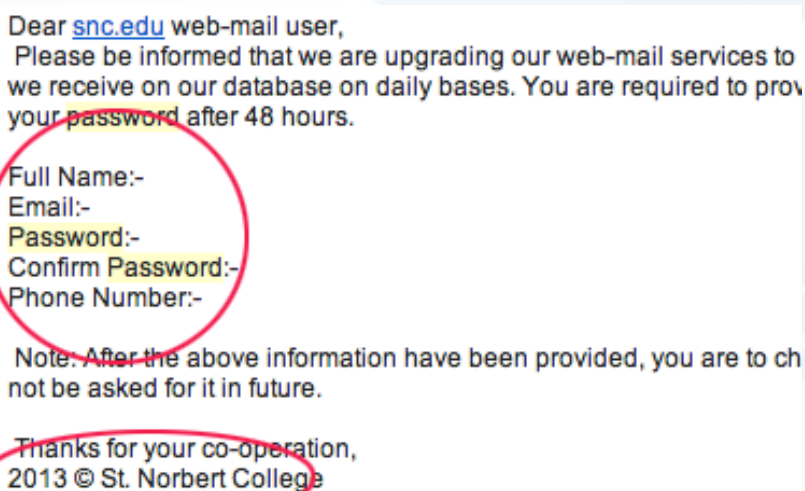 Dear snc.edu web-mail user,
Please be informed that we are upgrading our web-mail services to
we receive on our database on daily bases. You are required to prov
your password after 48 hours.
Full Name:-
Email:-
Password:-
Confirm Password:-
Phone Number:-
Note: After the above information have been provided, you are to ch
not be asked for it in future.
Thanks for your co-operation,
2013 © St. Norbert College